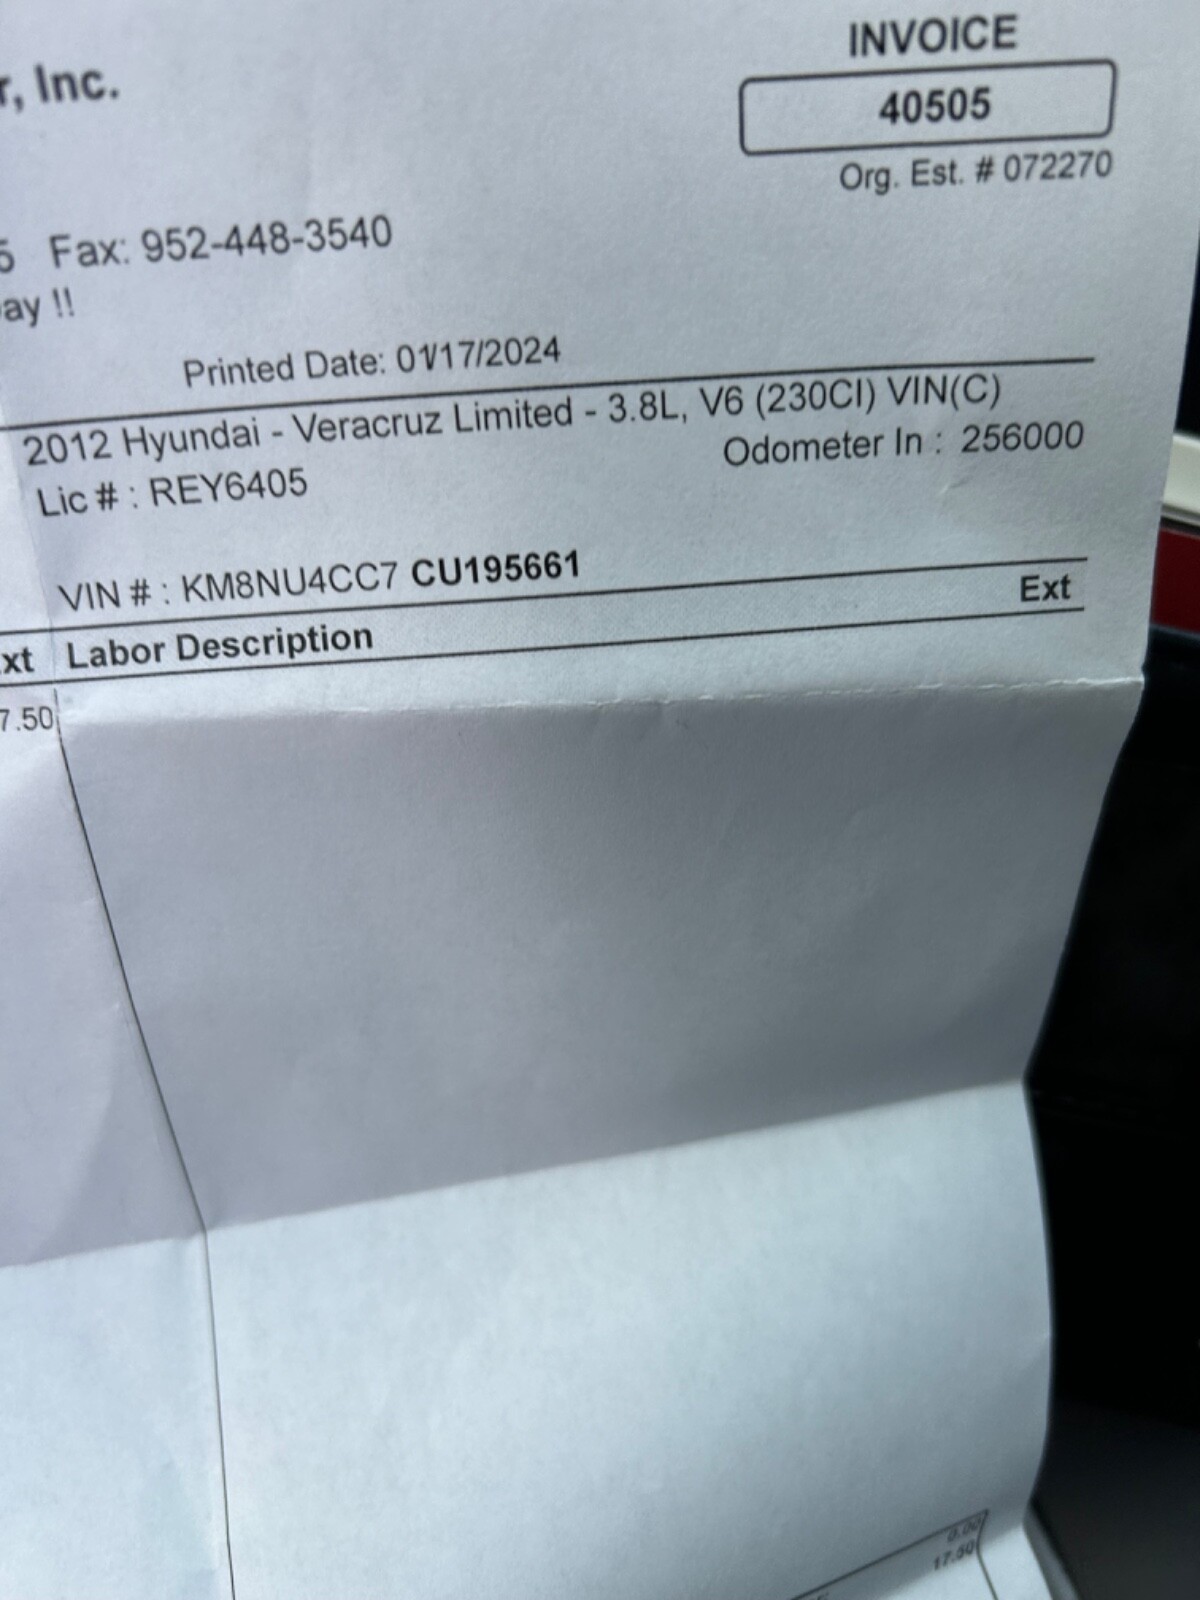 INVOICE
r, Inc.
40505
Org. Est. # 072270
5 Fax: 952-448-3540
ay !!
Printed Date: 01/17/2024
2012 Hyundai - Veracruz Limited - 3.8L, V6 (230CI) VIN(C)
Lic # : REY6405
Odometer In : 256000
VIN # : KM8NU4CC7 CU195661
xt Labor Description Ext
7.50
0.00
17.50